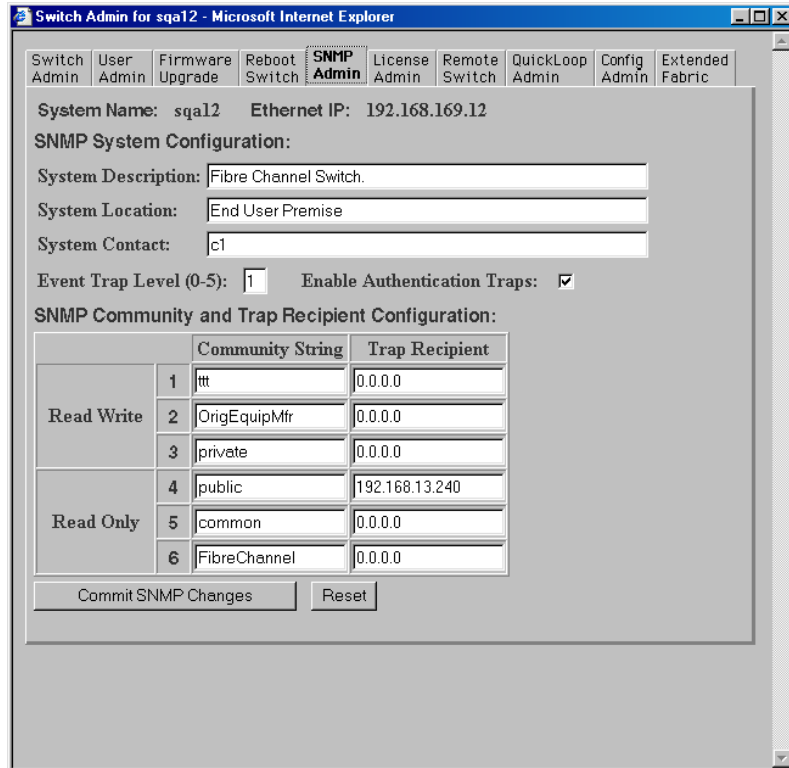 Switch Admin for sqa12 - Microsoft Internet Explorer
Switch Admin User Admin Firmware Upgrade Reboot Switch SNMP Admin License Admin Remote Switch QuickLoop Admin Config Admin Extended Fabric
System Name: sqa12 Ethernet IP: 192.168.169.12
SNMP System Configuration:
System Description: Fibre Channel Switch.
System Location: End User Premise
System Contact: c1
Event Trap Level (0-5): 1 Enable Authentication Traps:
SNMP Community and Trap Recipient Configuration:
Community String Trap Recipient
1 ttt 0.0.0.0
Read Write 2 OrigEquipMfr 0.0.0.0
3 private 0.0.0.0
4 public 192.168.13.240
Read Only 5 common 0.0.0.0
6 FibreChannel 0.0.0.0
Commit SNMP Changes Reset